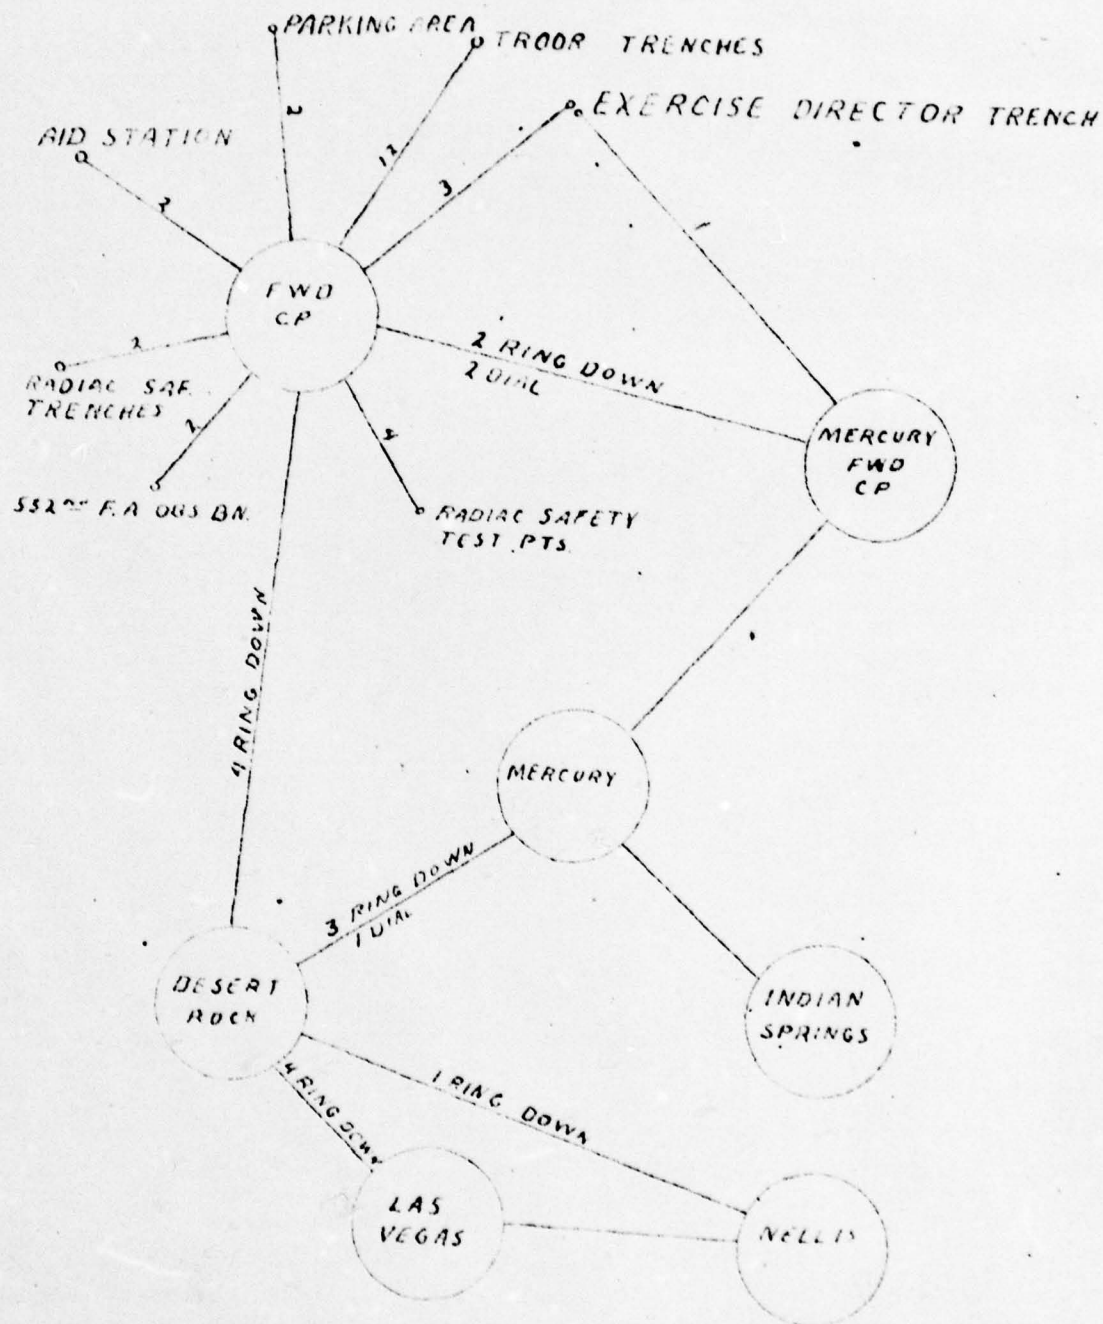 PARKING AREA
2
TROOP TRENCHES
12
EXERCISE DIRECTOR TRENCH
3
1
AID STATION
FWD
CP
2
RADIAC SAF.
TRENCHES
2
552ND F.A OBS BN.
4
RADIAC SAFETY
TEST PTS.
2 RING DOWN
2 DIAL
MERCURY
FWD
CP
4 RING DOWN
MERCURY
3 RING DOWN
1 DIAL
DESERT
ROCK
INDIAN
SPRINGS
4 RING DOWN
1 RING DOWN
LAS
VEGAS
NELLIS